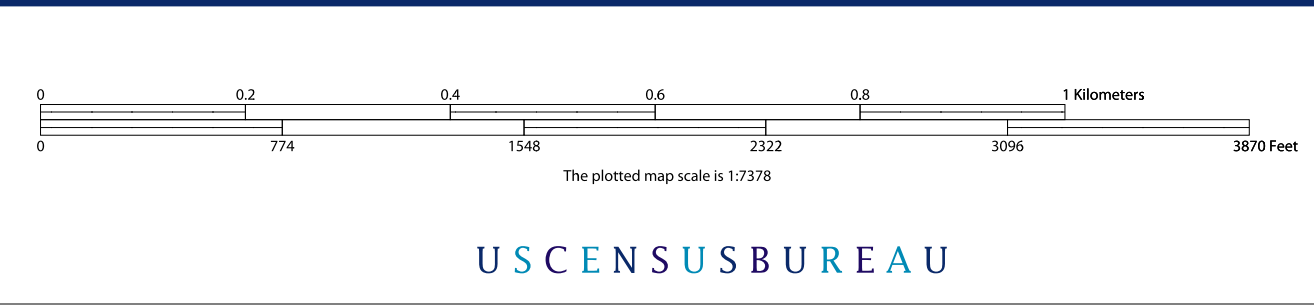 0 0.2 0.4 0.6 0.8 1 Kilometers
0 774 1548 2322 3096 3870 Feet
The plotted map scale is 1:7378
USCENSUSBUREAU